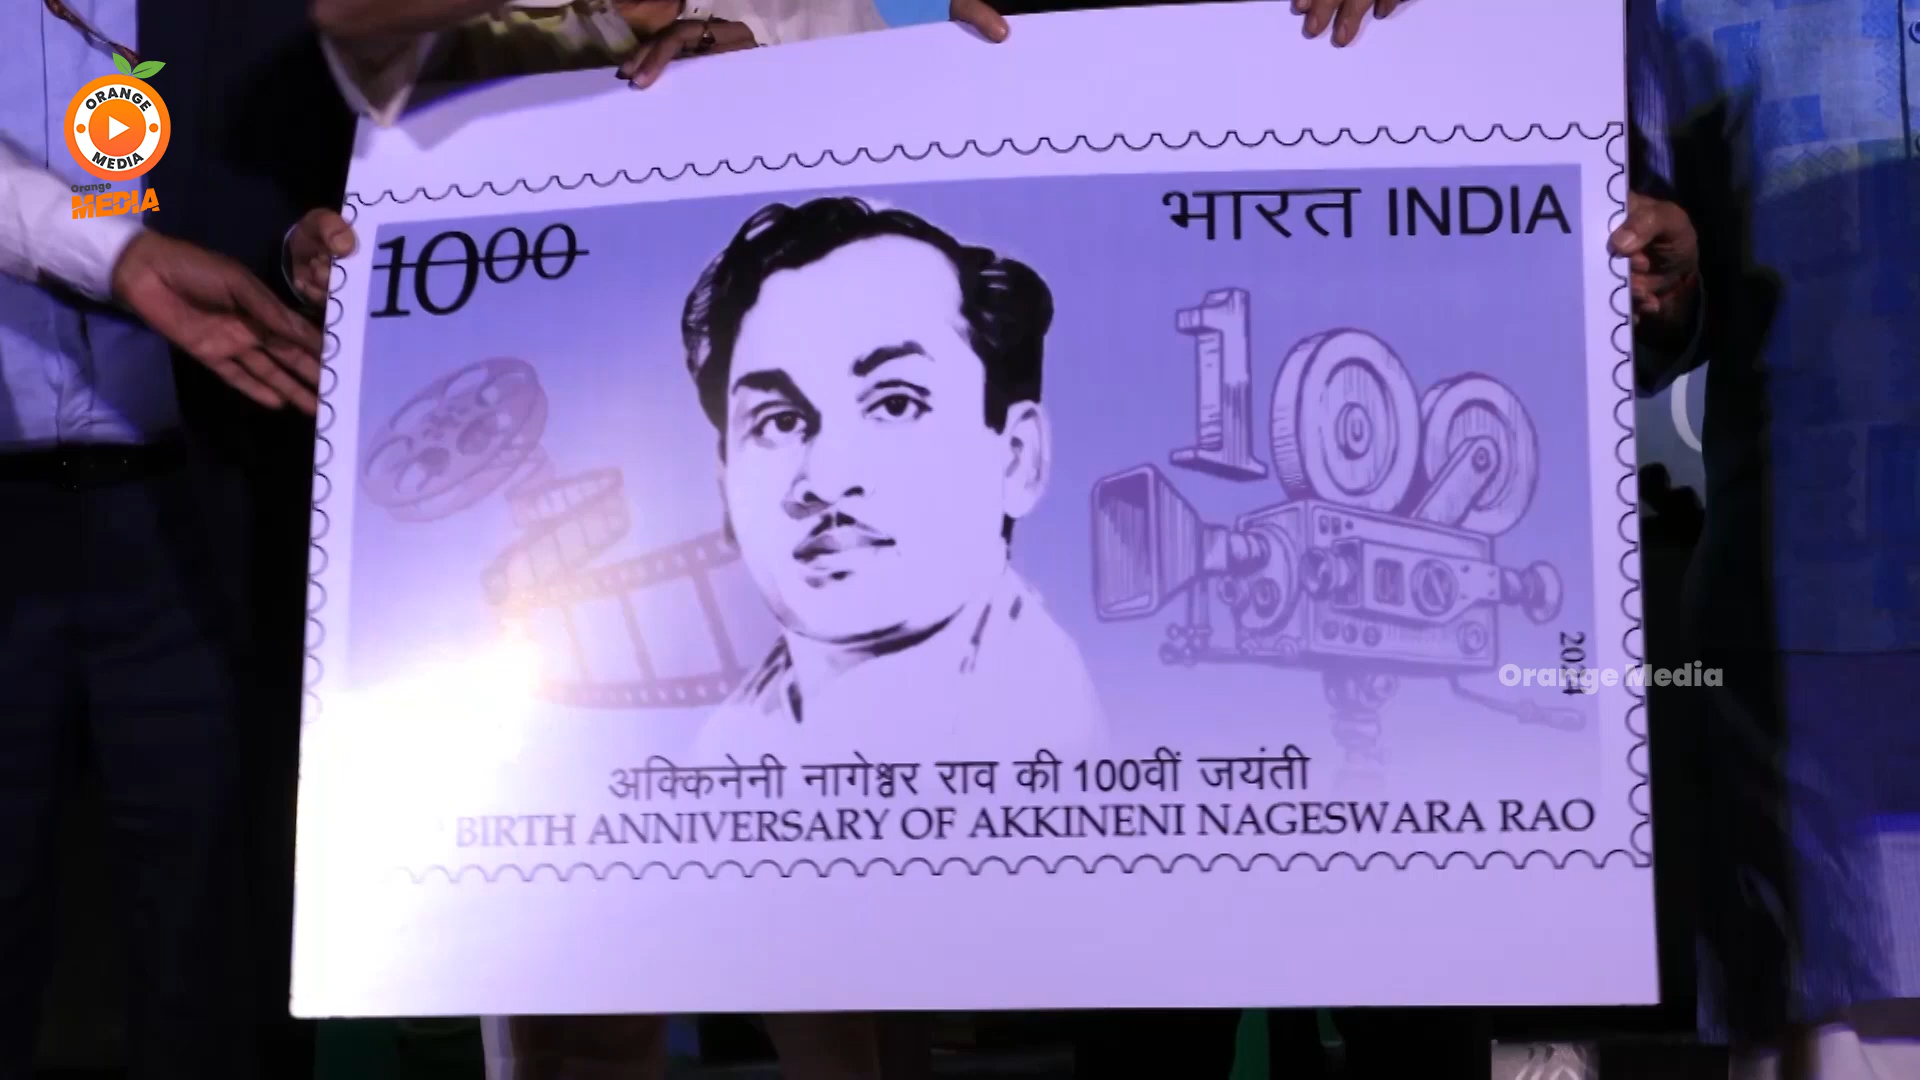 ORANGE
MEDIA
Orange
MEDIA
1000
भारत INDIA
100
2024
Orange Media
अक्किनेनी नागेश्वर राव की 100वीं जयंती
BIRTH ANNIVERSARY OF AKKINENI NAGESWARA RAO